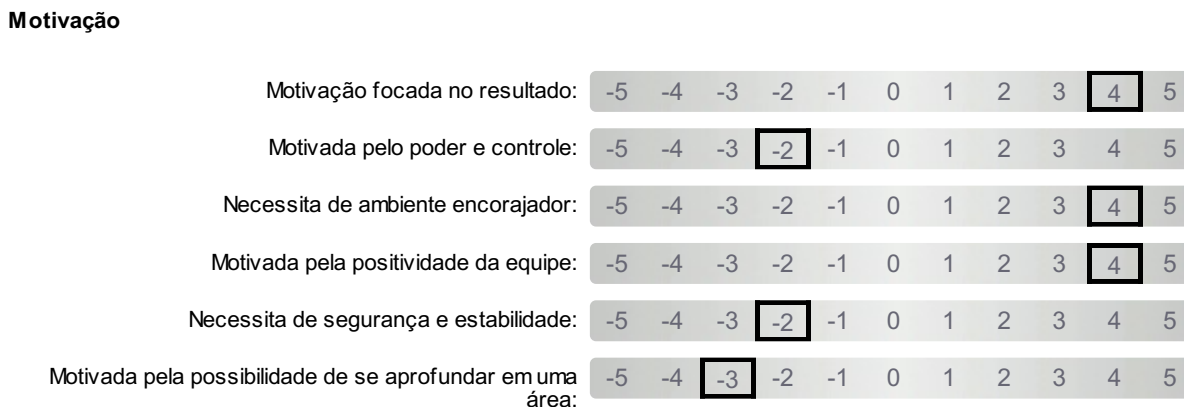 Motivação
Motivação focada no resultado: -5 -4 -3 -2 -1 0 1 2 3 4 5
Motivada pelo poder e controle: -5 -4 -3 -2 -1 0 1 2 3 4 5
Necessita de ambiente encorajador: -5 -4 -3 -2 -1 0 1 2 3 4 5
Motivada pela positividade da equipe: -5 -4 -3 -2 -1 0 1 2 3 4 5
Necessita de segurança e estabilidade: -5 -4 -3 -2 -1 0 1 2 3 4 5
Motivada pela possibilidade de se aprofundar em uma -5 -4 -3 -2 -1 0 1 2 3 4 5
área: